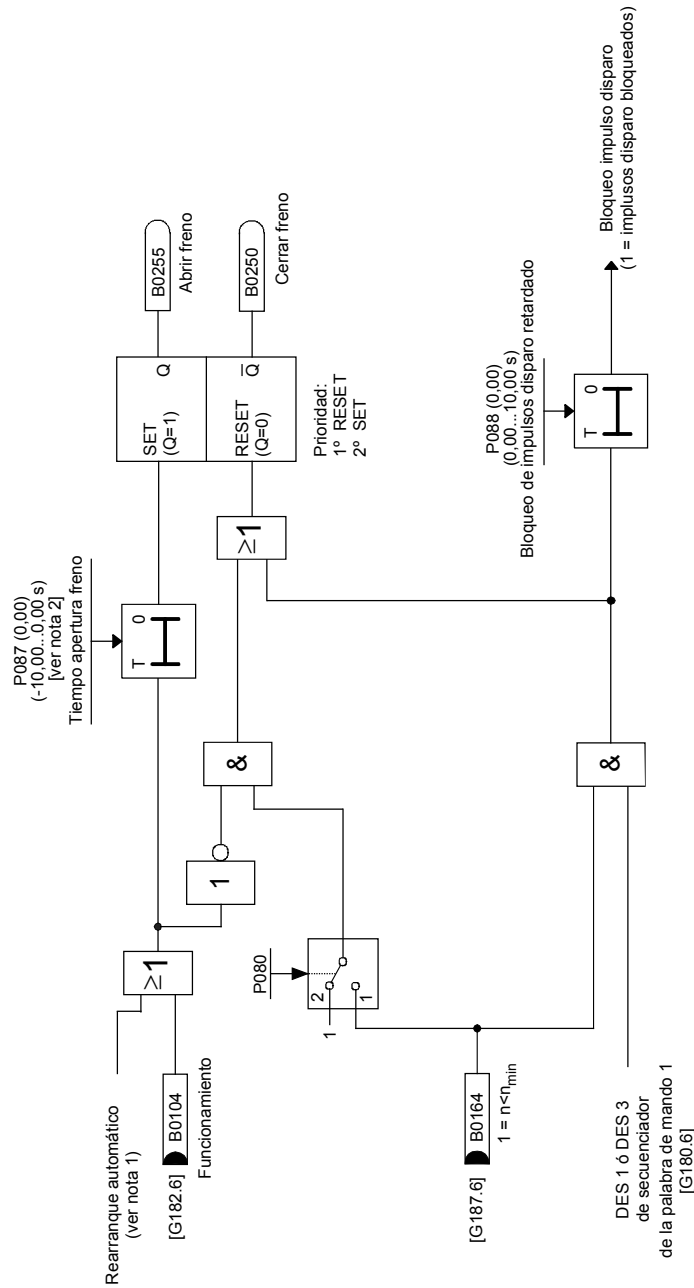 Rearranque automático
(ver nota 1)
[G182.6]
B0104
Funcionamiento
≥1
1
P087 (0,00)
(-10,00...0,00 s)
[ver nota 2]
Tiempo apertura freno
T 0
SET
(Q=1)
Q
B0255
Abrir freno
&
≥1
RESET
(Q=0)
Q̅
B0250
Cerrar freno
Prioridad:
1º RESET
2º SET
P080
2
1
1
[G187.6]
B0164
1 = n<nmin
DES 1 ó DES 3
de secuenciador
de la palabra de mando 1
[G180.6]
&
P088 (0,00)
(0,00...10,00 s)
Bloqueo de impulsos disparo retardado
T 0
Bloqueo impulso disparo
(1 = implusos disparo bloqueados)